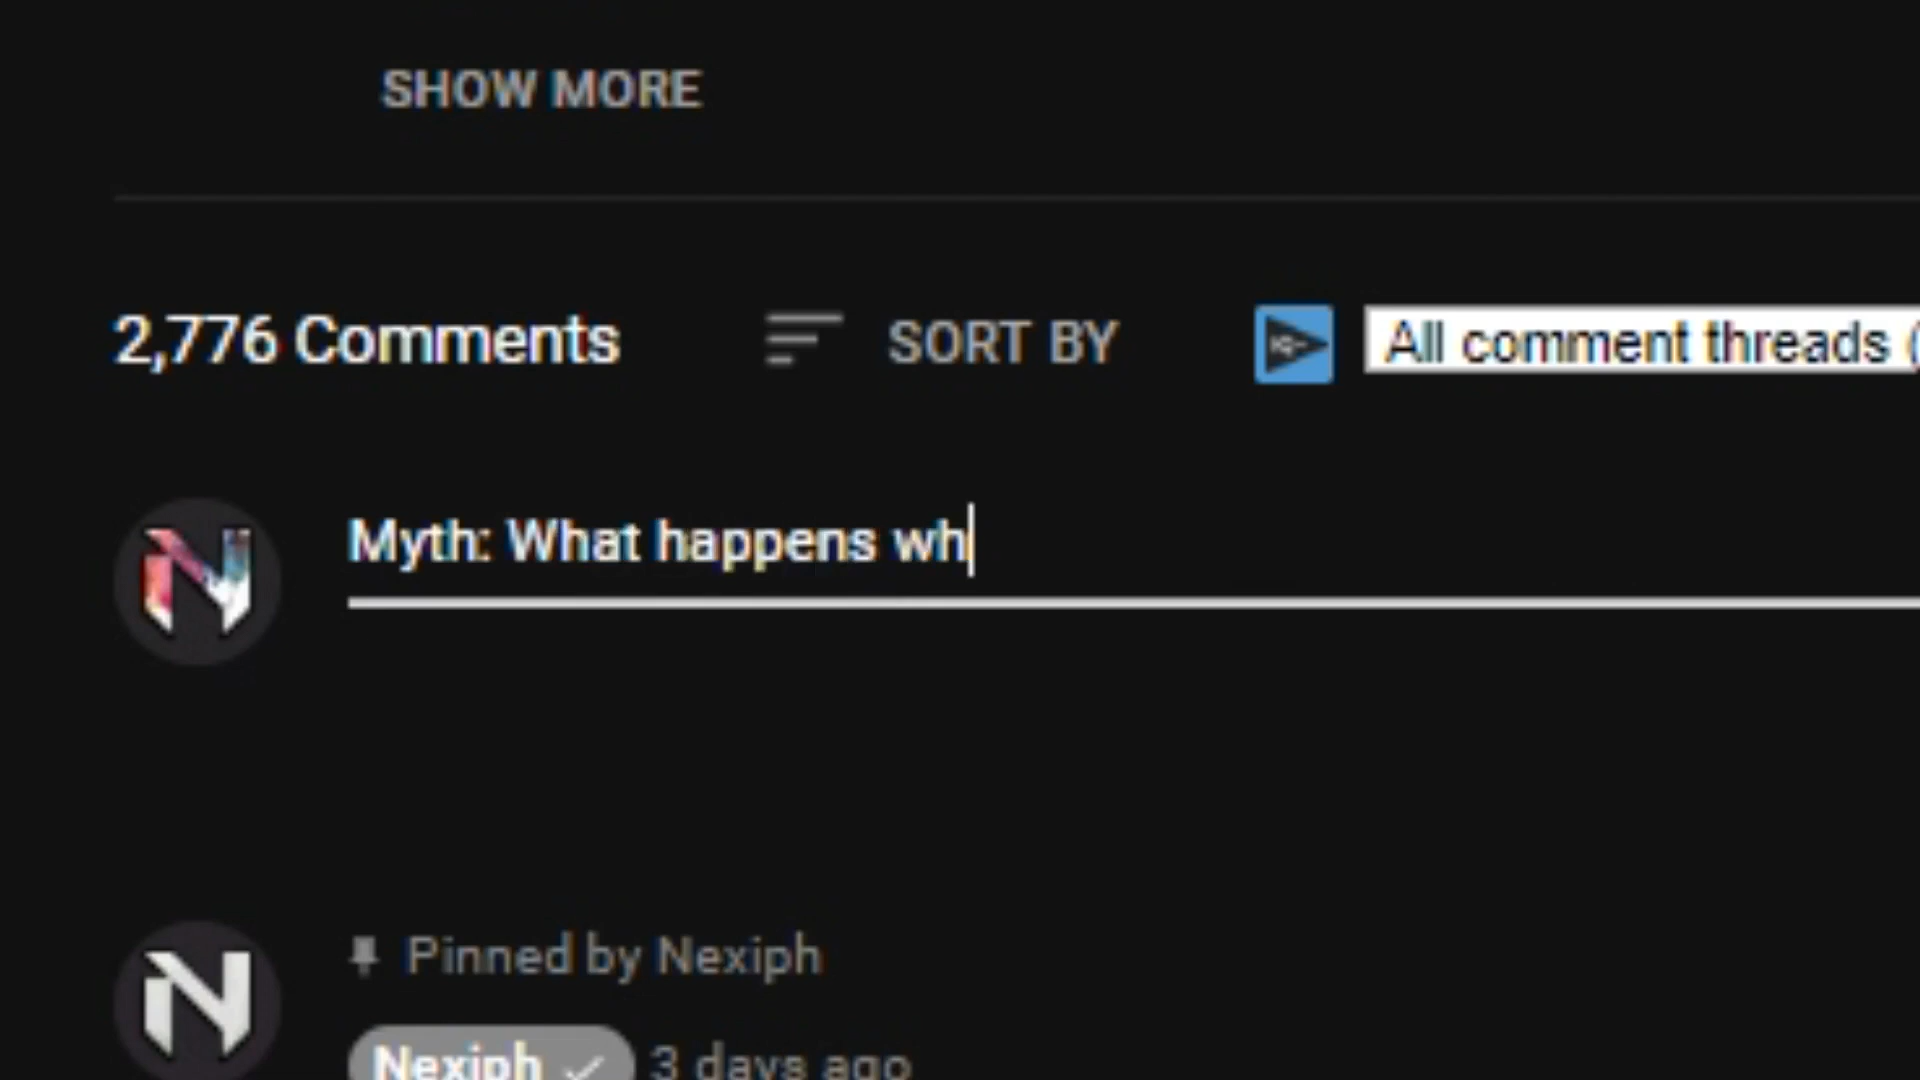 SHOW MORE
2,776 Comments SORT BY All comment threads (
Myth: What happens wh
Pinned by Nexiph
Nexiph 3 days ago